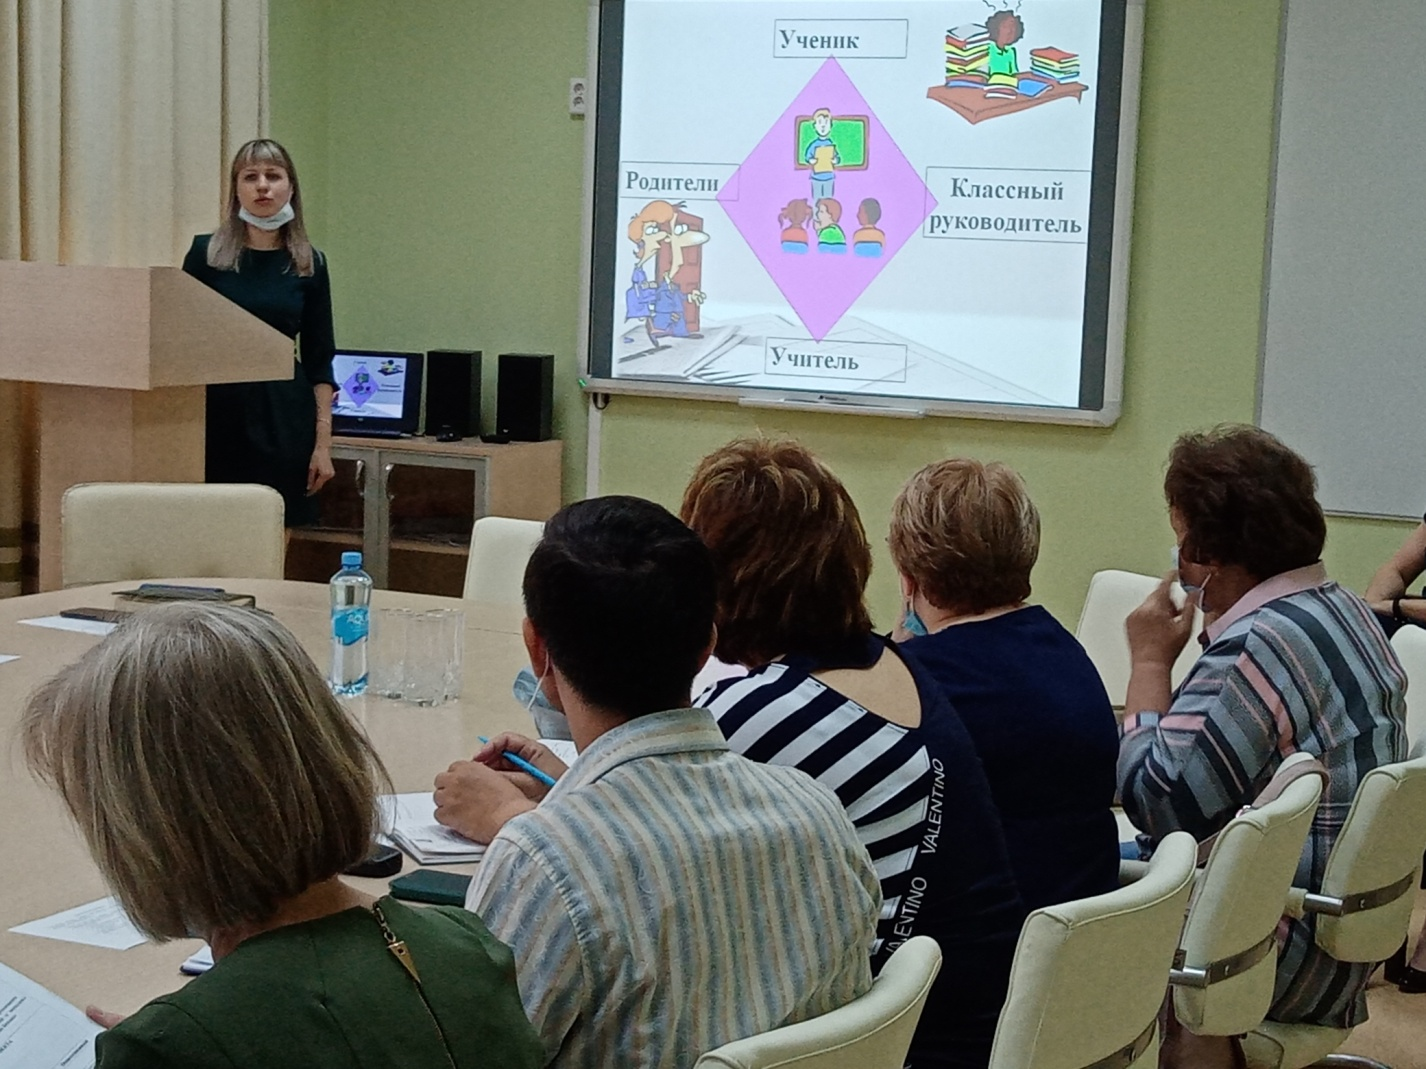 Ученик
Родители
Классный
руководитель
Учитель
VALENTINO
VALENTINO